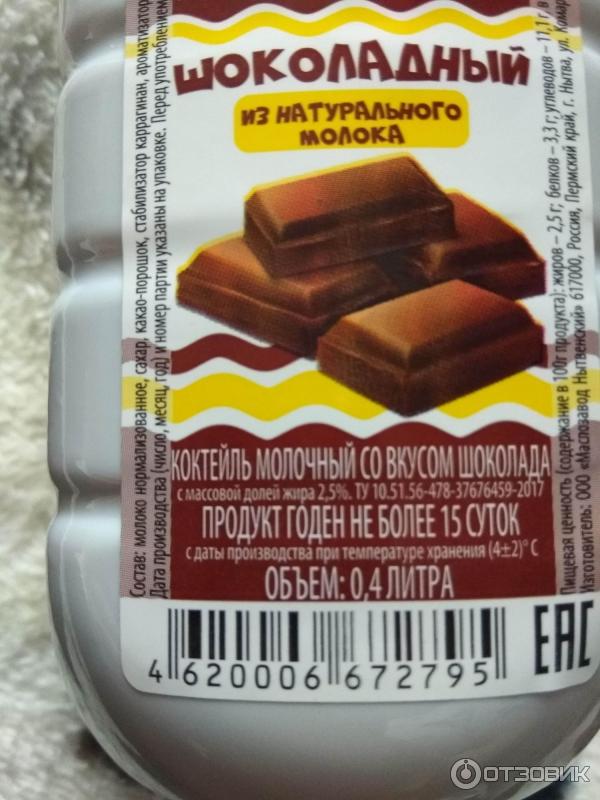 ШОКОЛАДНЫЙ
ИЗ НАТУРАЛЬНОГО
МОЛОКА
КОКТЕЙЛЬ МОЛОЧНЫЙ СО ВКУСОМ ШОКОЛАДА
с массовой долей жира 2,5%. ТУ 10.51.56-478-37676459-2017
ПРОДУКТ ГОДЕН НЕ БОЛЕЕ 15 СУТОК
с даты производства при температуре хранения (4±2)° С
ОБЪЕМ: 0,4 ЛИТРА
4 620006 672795
EAC
Состав: молоко нормализованное, сахар, какао-порошок, стабилизатор каррагинан, ароматизатор
Дата производства (число, месяц, год) и номер партии указаны на упаковке. Перед употреблением
Пищевая ценность (содержание в 100г продукта): жиров – 2,5 г; белков – 3,3 г; углеводов – 11,1 г
Изготовитель: ООО «Маслозавод Нытвенский» 617000, Россия, Пермский край, г. Нытва, ул.
ОТЗОВИК